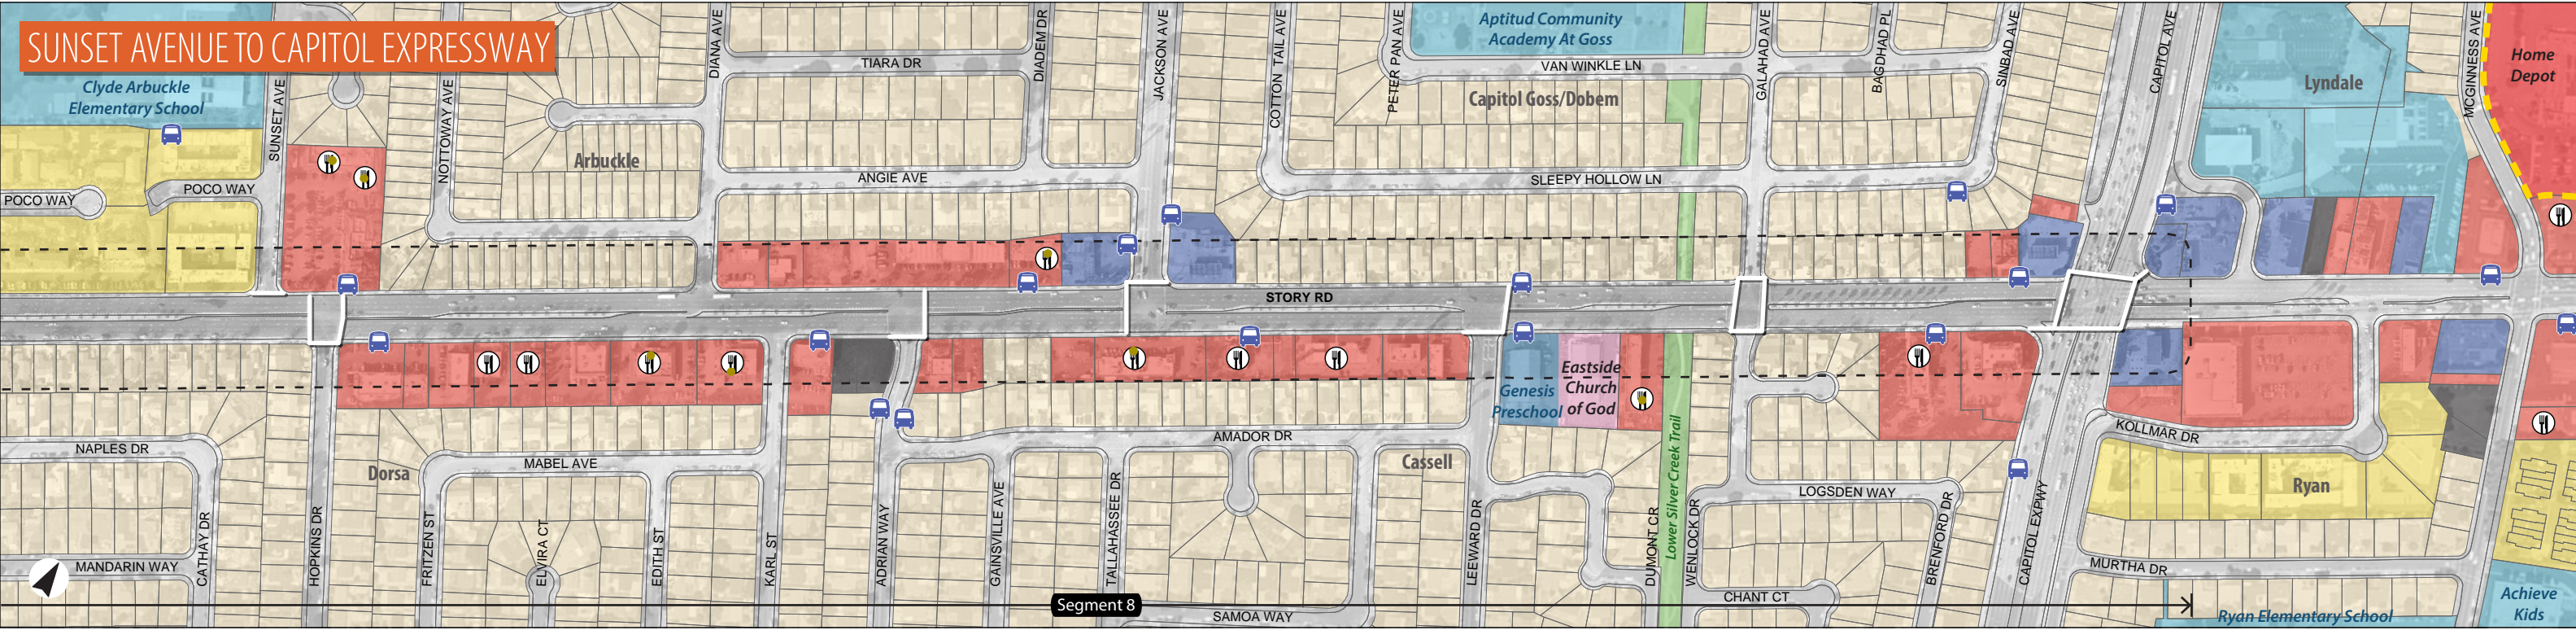 SUNSET AVENUE TO CAPITOL EXPRESSWAY
Clyde Arbuckle
Elementary School
SUNSET AVE
NOTTOWAY AVE
POCO WAY
POCO WAY
Arbuckle
DIANA AVE
TIARA DR
DIADEM DR
ANGIE AVE
JACKSON AVE
COTTON TAIL AVE
PETER PAN AVE
Aptitud Community
Academy At Goss
VAN WINKLE LN
Capitol Goss/Dobern
SLEEPY HOLLOW LN
GALAHAD AVE
BAGDHAD PL
SINBAD AVE
CAPITOL AVE
Lyndale
MCGINNESS AVE
Home
Depot
STORY RD
NAPLES DR
MANDARIN WAY
CATHAY DR
HOPKINS DR
Dorsa
FRITZEN ST
MABEL AVE
ELVIRA CT
EDITH ST
KARL ST
ADRIAN WAY
GAINSVILLE AVE
TALLAHASSEE DR
AMADOR DR
Cassell
LEEWARD DR
Genesis
Preschool
Eastside
Church
of God
DUMONT CR
Lower Silver Creek Trail
WENLOCK DR
LOGSDEN WAY
BRENFORD DR
CHANT CT
CAPITOL EXPWY
KOLLMAR DR
Ryan
MURTHA DR
Segment 8
SAMOA WAY
Ryan Elementary School
Achieve
Kids